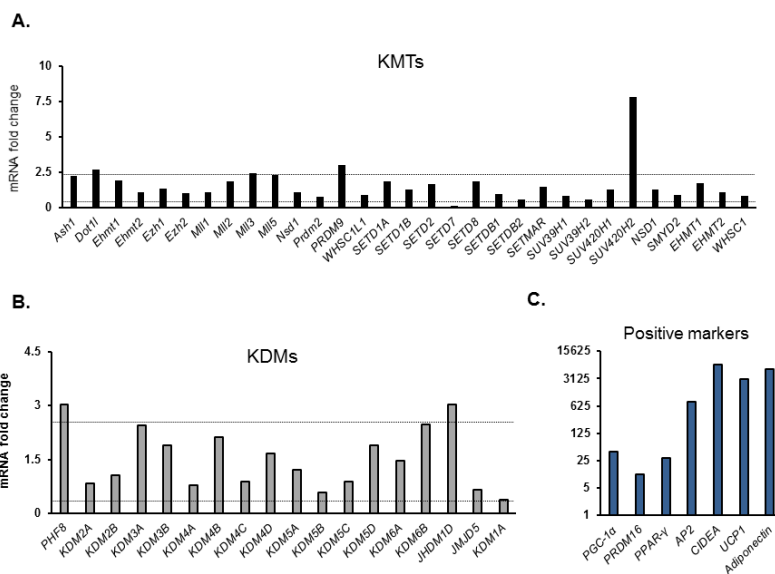 A.
KMTs
mRNA fold change
10
7.5
5
2.5
0
Ash1
Dot1l
Ehmt1
Ehmt2
Ezh1
Ezh2
Mll1
Mll2
Mll3
Mll5
Nsd1
Prdm2
PRDM9
WHSC1L1
SETD1A
SETD1B
SETD2
SETD7
SETD8
SETDB1
SETDB2
SETMAR
SUV39H1
SUV39H2
SUV420H1
SUV420H2
NSD1
SMYD2
EHMT1
EHMT2
WHSC1
B.
KDMs
mRNA fold change
4.5
3
1.5
0
PHF8
KDM2A
KDM2B
KDM3A
KDM3B
KDM4A
KDM4B
KDM4C
KDM4D
KDM5A
KDM5B
KDM5C
KDM5D
KDM6A
KDM6B
JHDM1D
JMJD5
KDM1A
C.
Positive markers
15625
3125
625
125
25
5
1
PGC-1α
PRDM16
PPAR-γ
AP2
CIDEA
UCP1
Adiponectin